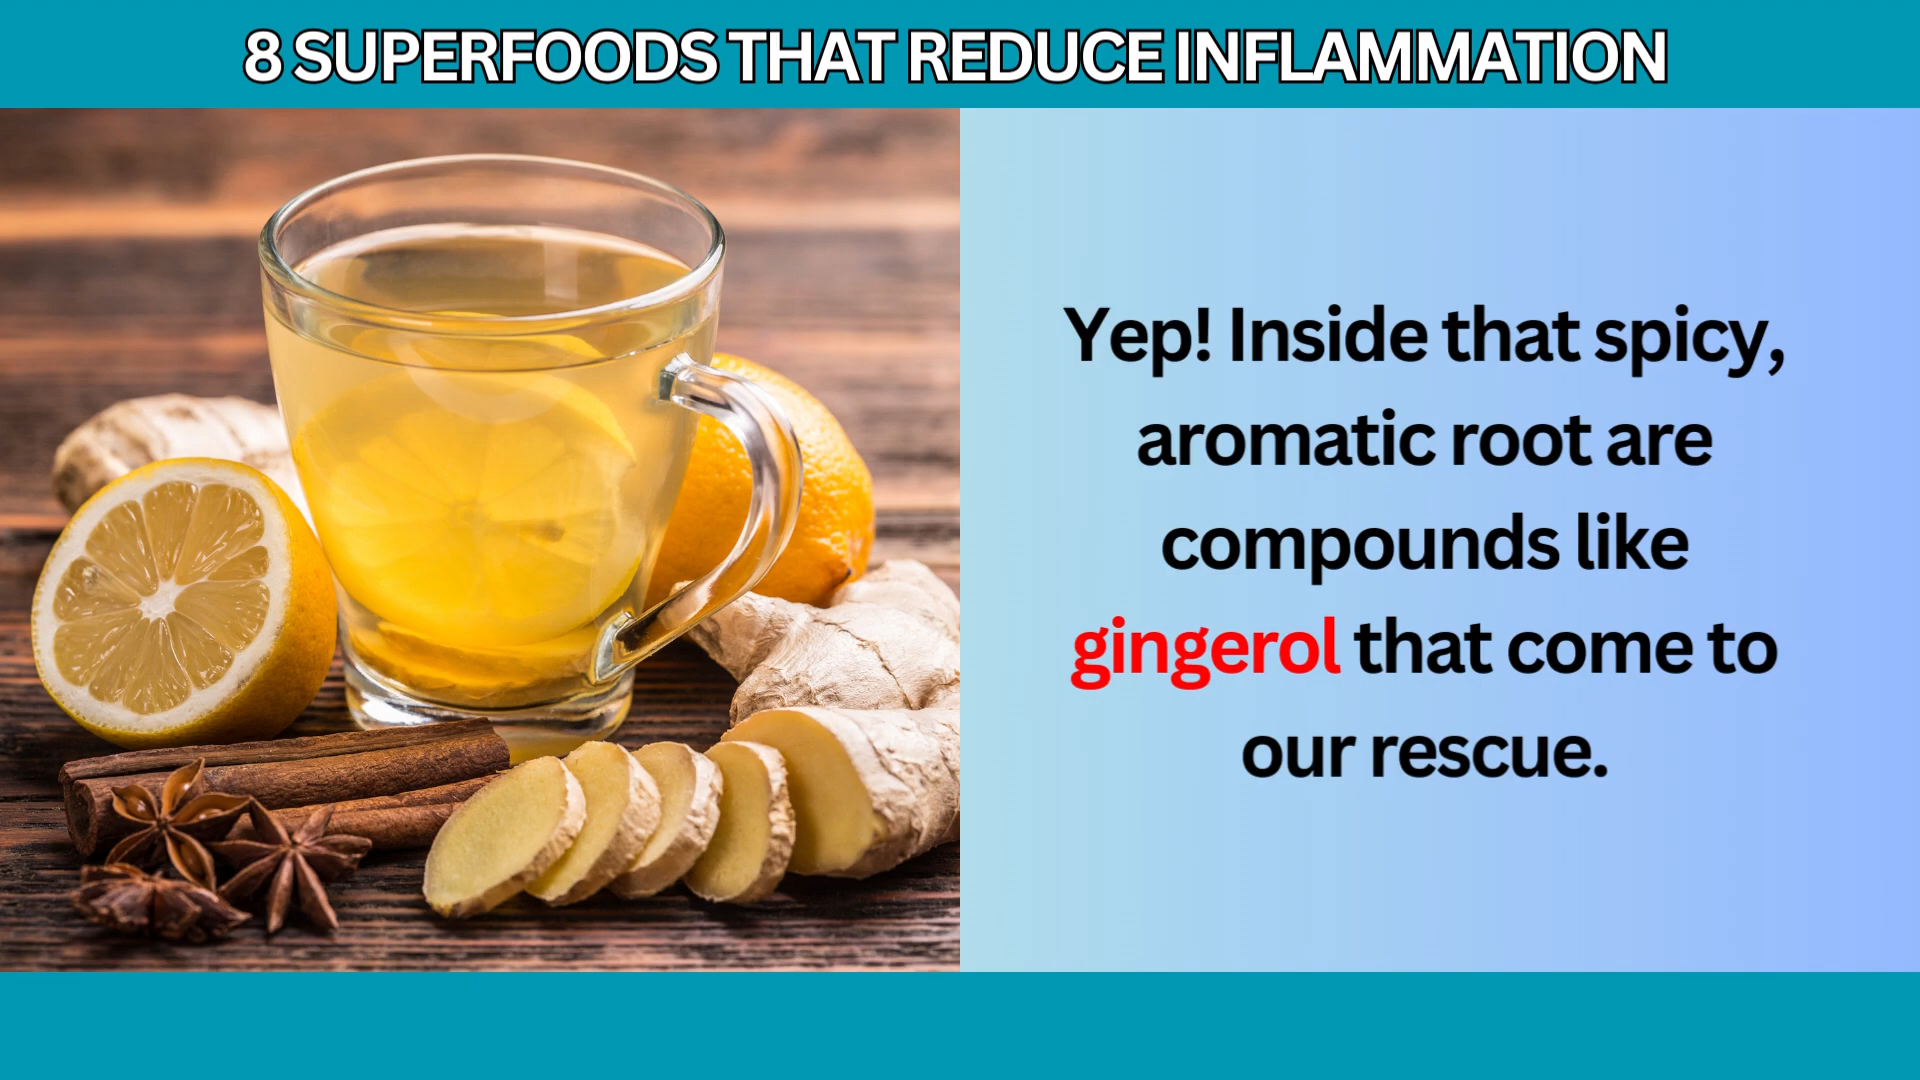 8 SUPERFOODS THAT REDUCE INFLAMMATION
Yep! Inside that spicy,
aromatic root are
compounds like
gingerol that come to
our rescue.